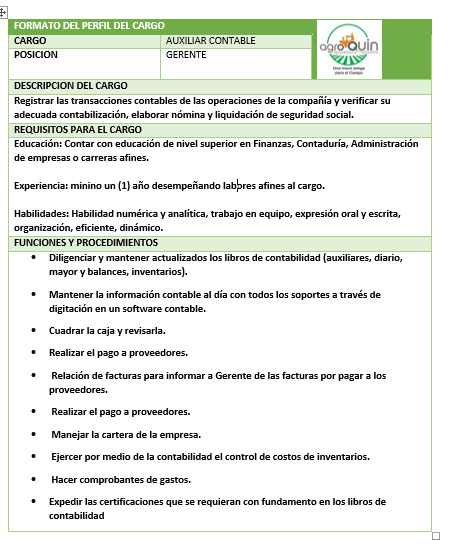 FORMATO DEL PERFIL DEL CARGO
CARGO AUXILIAR CONTABLE
POSICION GERENTE
agroQuin
Una mano amiga
para el Campo
DESCRIPCION DEL CARGO
Registrar las transacciones contables de las operaciones de la compañía y verificar su
adecuada contabilización, elaborar nómina y liquidación de seguridad social.
REQUISITOS PARA EL CARGO
Educación: Contar con educación de nivel superior en Finanzas, Contaduría, Administración
de empresas o carreras afines.
Experiencia: minino un (1) año desempeñando labores afines al cargo.
Habilidades: Habilidad numérica y analítica, trabajo en equipo, expresión oral y escrita,
organización, eficiente, dinámico.
FUNCIONES Y PROCEDIMIENTOS
• Diligenciar y mantener actualizados los libros de contabilidad (auxiliares, diario,
mayor y balances, inventarios).
• Mantener la información contable al día con todos los soportes a través de
digitación en un software contable.
• Cuadrar la caja y revisarla.
• Realizar el pago a proveedores.
• Relación de facturas para informar a Gerente de las facturas por pagar a los
proveedores.
• Realizar el pago a proveedores.
• Manejar la cartera de la empresa.
• Ejercer por medio de la contabilidad el control de costos de inventarios.
• Hacer comprobantes de gastos.
• Expedir las certificaciones que se requieran con fundamento en los libros de
contabilidad